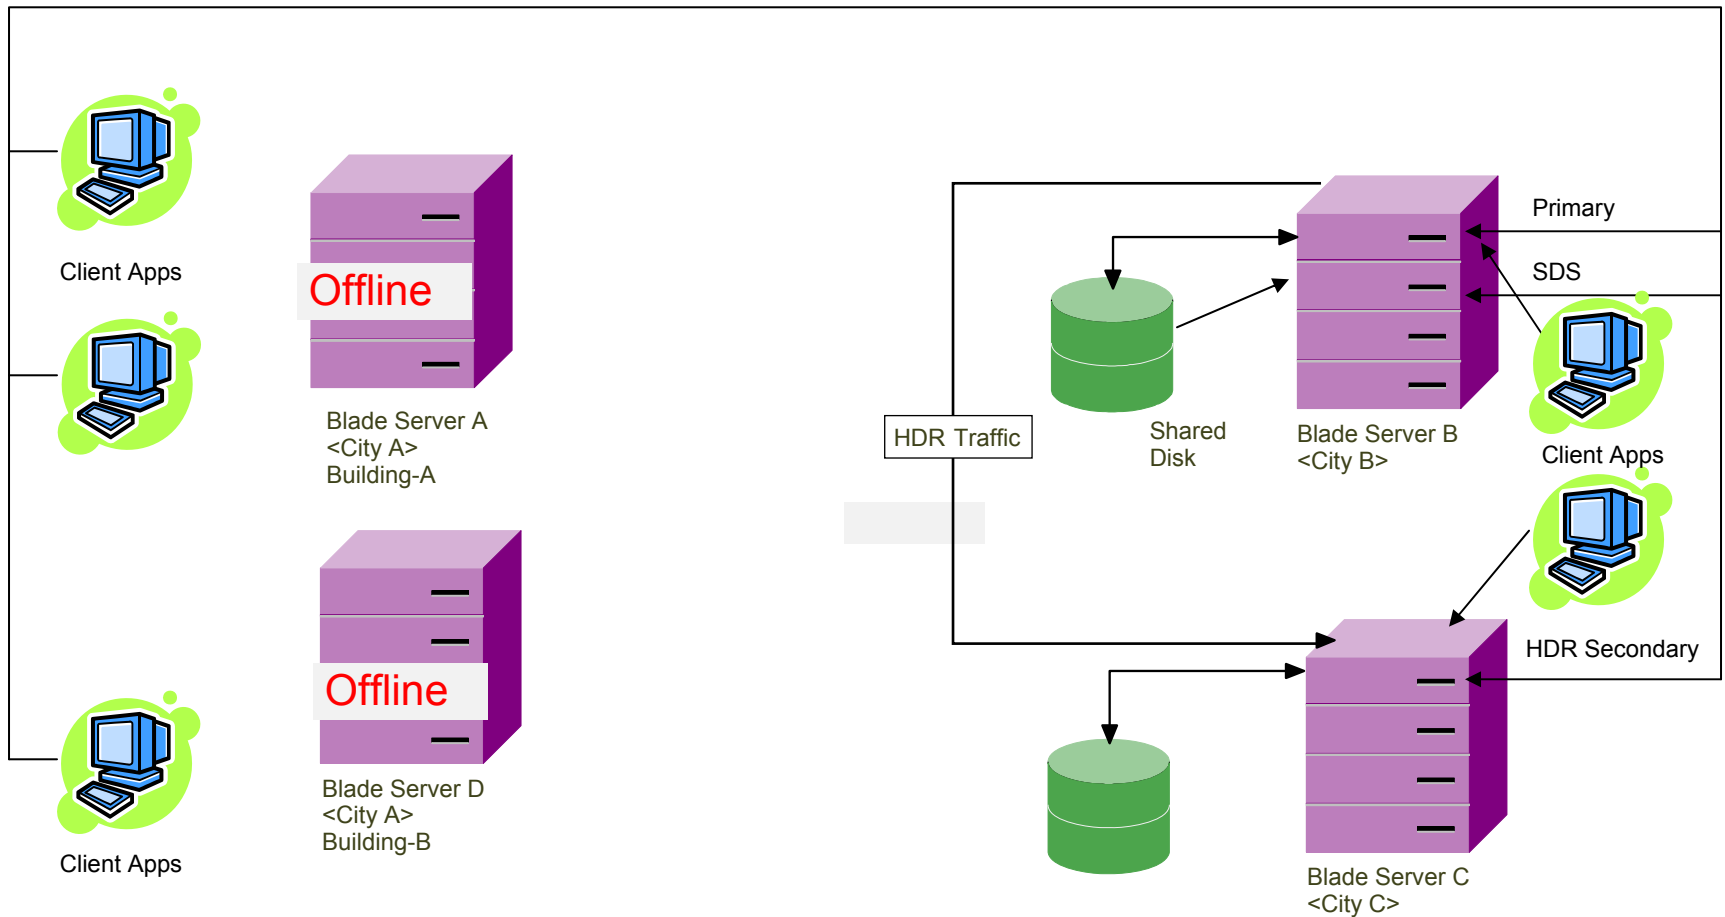 Client Apps
Offline
Blade Server A
<City A>
Building-A
Offline
Blade Server D
<City A>
Building-B
Client Apps
HDR Traffic
Shared
Disk
Primary
SDS
Blade Server B
<City B>
Client Apps
HDR Secondary
Blade Server C
<City C>